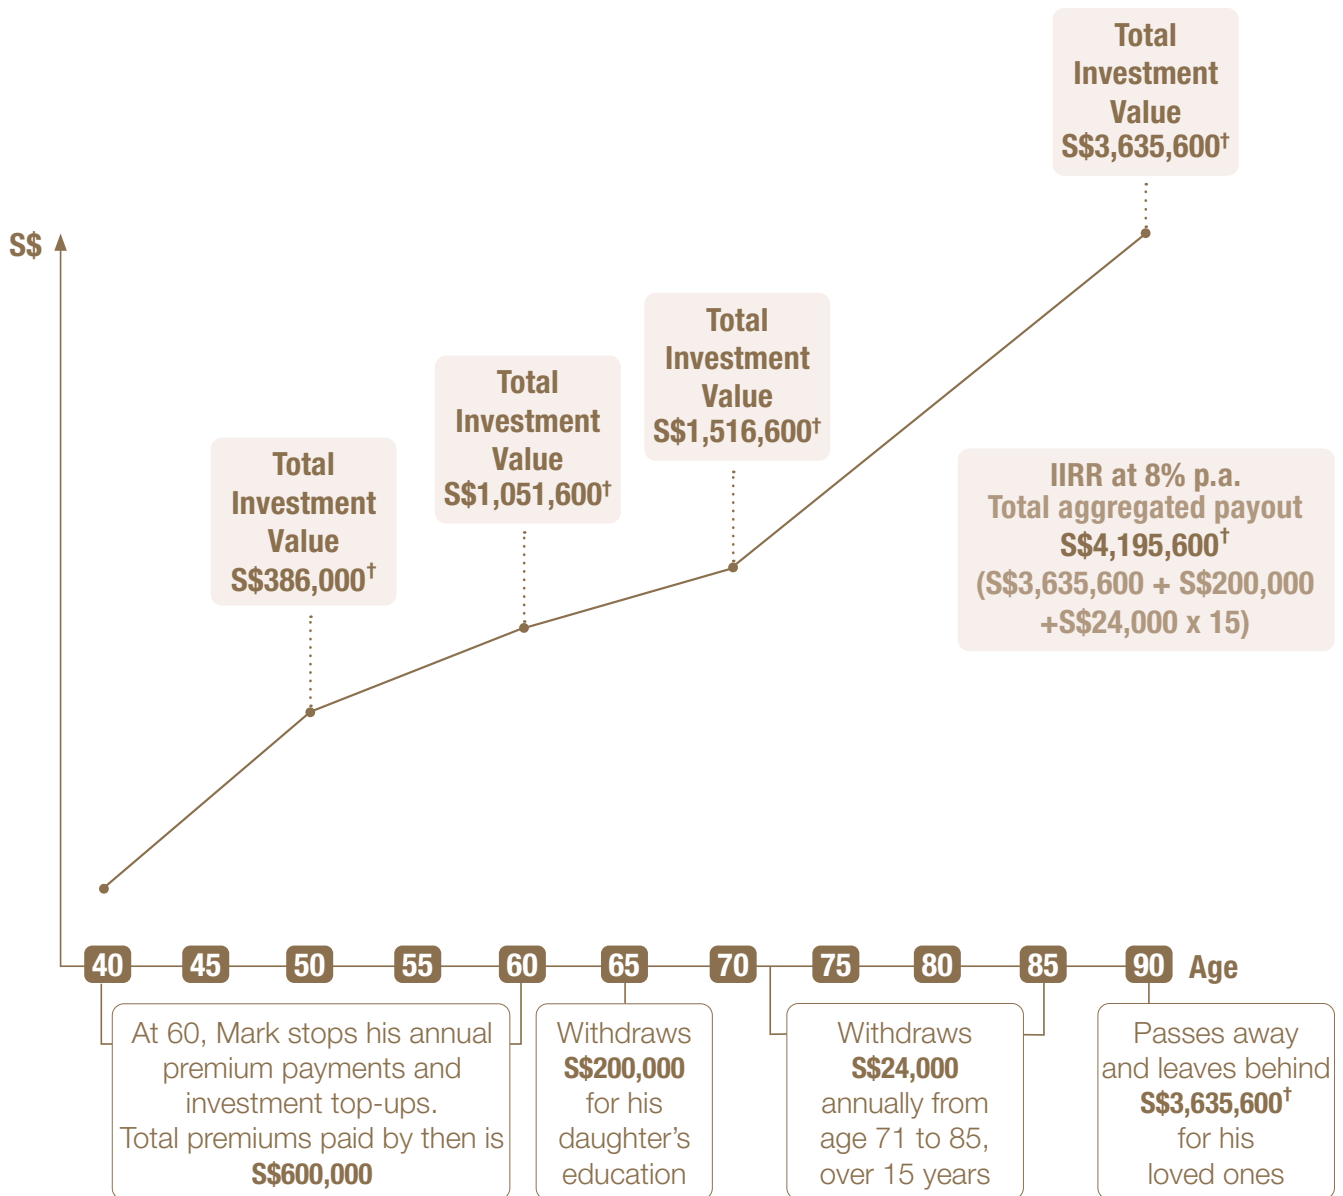 Total
Investment
Value
S$3,635,600†
S$
Total
Investment
Value
S$1,516,600†
Total
Investment
Value
S$1,051,600†
Total
Investment
Value
S$386,000†
IIRR at 8% p.a.
Total aggregated payout
S$4,195,600†
(S$3,635,600 + S$200,000
+S$24,000 x 15)
40 45 50 55 60 65 70 75 80 85 90 Age
At 60, Mark stops his annual
premium payments and
investment top-ups.
Total premiums paid by then is
S$600,000
Withdraws
S$200,000
for his
daughter’s
education
Withdraws
S$24,000
annually from
age 71 to 85,
over 15 years
Passes away
and leaves behind
S$3,635,600†
for his
loved ones